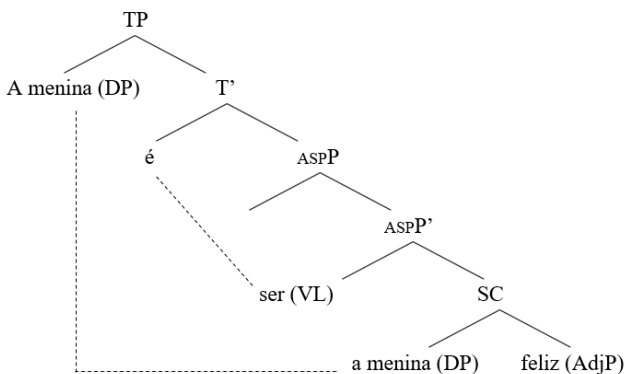 TP
A menina (DP) T’
é ASPP
ASPP’
ser (VL) SC
a menina (DP) feliz (AdjP)